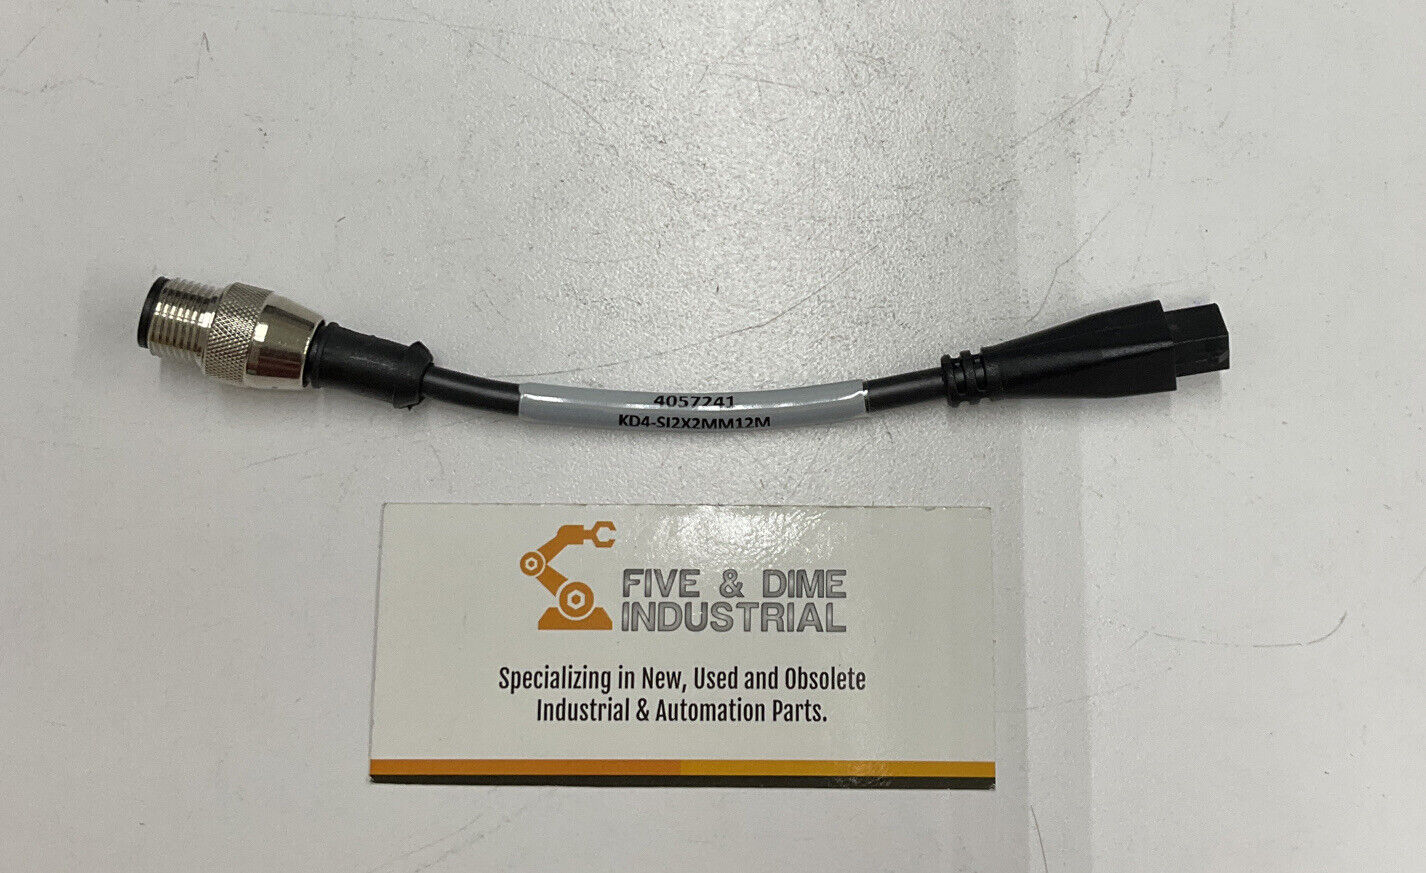 4057241
KD4-SI2X2MM12M
FIVE & DIME
INDUSTRIAL
Specializing in New, Used and Obsolete
Industrial & Automation Parts.